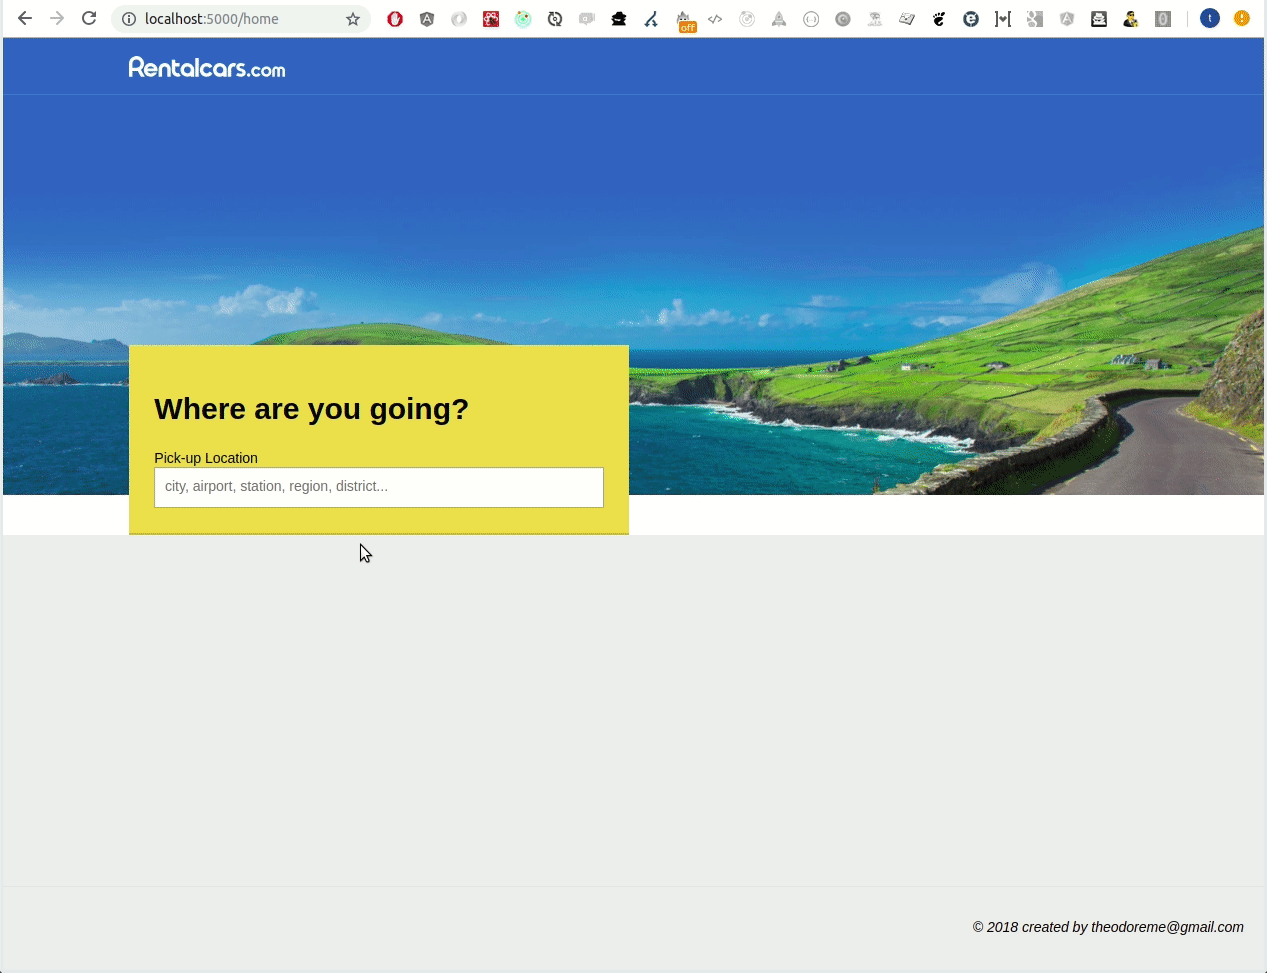 localhost:5000/home
off
t
Rentalcars.com
Where are you going?
Pick-up Location
city, airport, station, region, district...
© 2018 created by theodoreme@gmail.com